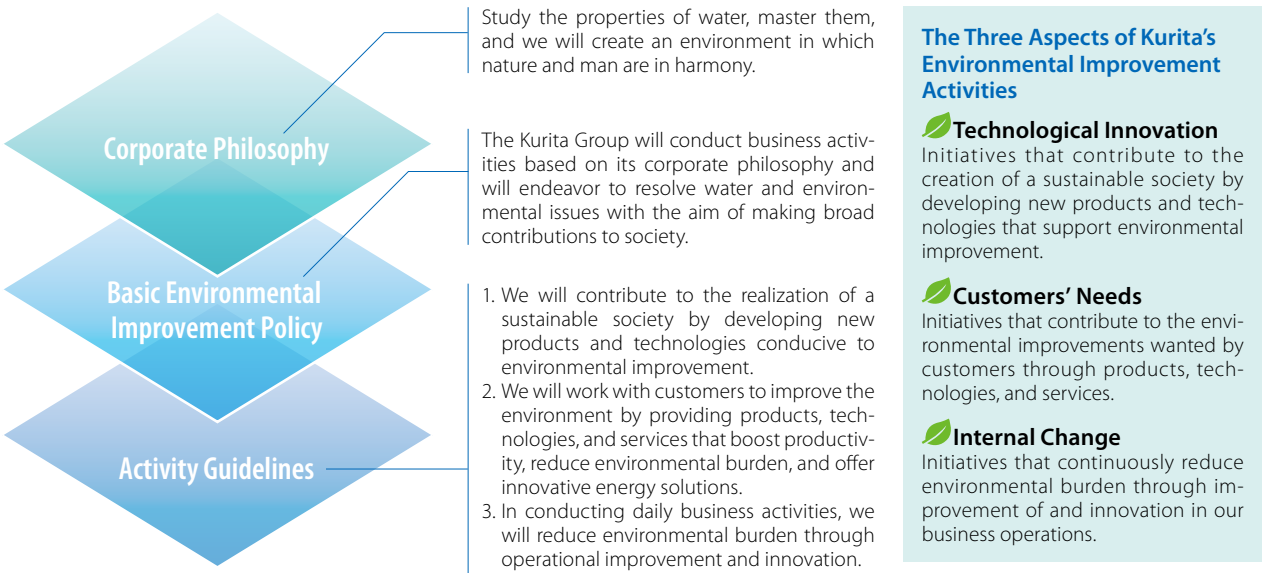 Corporate Philosophy
Study the properties of water, master them,
and we will create an environment in which
nature and man are in harmony.
Basic Environmental
Improvement Policy
The Kurita Group will conduct business activ-
ities based on its corporate philosophy and
will endeavor to resolve water and environ-
mental issues with the aim of making broad
contributions to society.
Activity Guidelines
1. We will contribute to the realization of a
sustainable society by developing new
products and technologies conducive to
environmental improvement.
2. We will work with customers to improve the
environment by providing products, tech-
nologies, and services that boost productiv-
ity, reduce environmental burden, and offer
innovative energy solutions.
3. In conducting daily business activities, we
will reduce environmental burden through
operational improvement and innovation.
The Three Aspects of Kurita's
Environmental Improvement
Activities
Technological Innovation
Initiatives that contribute to the
creation of a sustainable society by
developing new products and tech-
nologies that support environmental
improvement.
Customers' Needs
Initiatives that contribute to the envi-
ronmental improvements wanted by
customers through products, tech-
nologies, and services.
Internal Change
Initiatives that continuously reduce
environmental burden through im-
provement of and innovation in our
business operations.